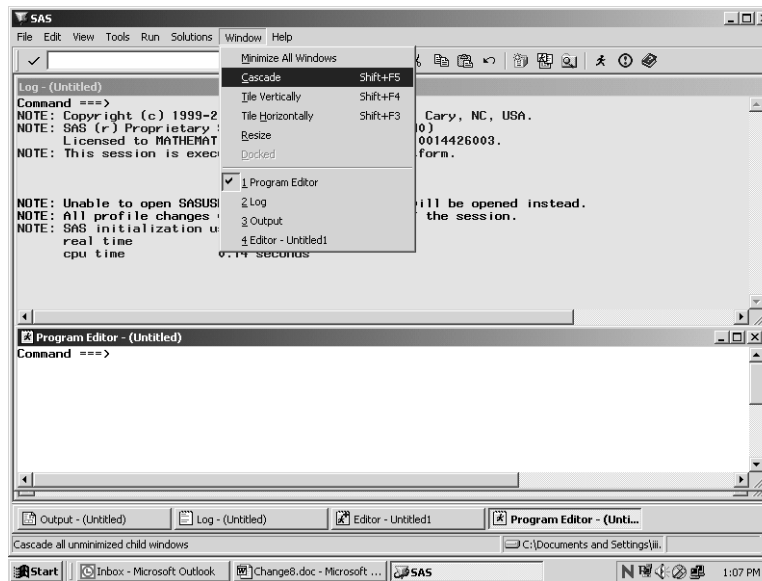 SAS
File Edit View Tools Run Solutions Window Help
Minimize All Windows
Cascade Shift+F5
Tile Vertically Shift+F4
Tile Horizontally Shift+F3
Resize
Docked
1 Program Editor
2 Log
3 Output
4 Editor - Untitled1
Log - (Untitled)
Command ===>
NOTE: Copyright (c) 1999-2 Cary, NC, USA.
NOTE: SAS (r) Proprietary 0)
Licensed to MATHEMAT 0014426003.
NOTE: This session is exec form.
NOTE: Unable to open SASUS ill be opened instead.
NOTE: All profile changes the session.
NOTE: SAS initialization u
real time
cpu time 0.14 seconds
Program Editor - (Untitled)
Command ===>
Output - (Untitled) Log - (Untitled) Editor - Untitled1 Program Editor - (Unti...
Cascade all unminimized child windows C:\Documents and Settings\iii.
Start Inbox - Microsoft Outlook Change8.doc - Microsoft ... SAS 1:07 PM